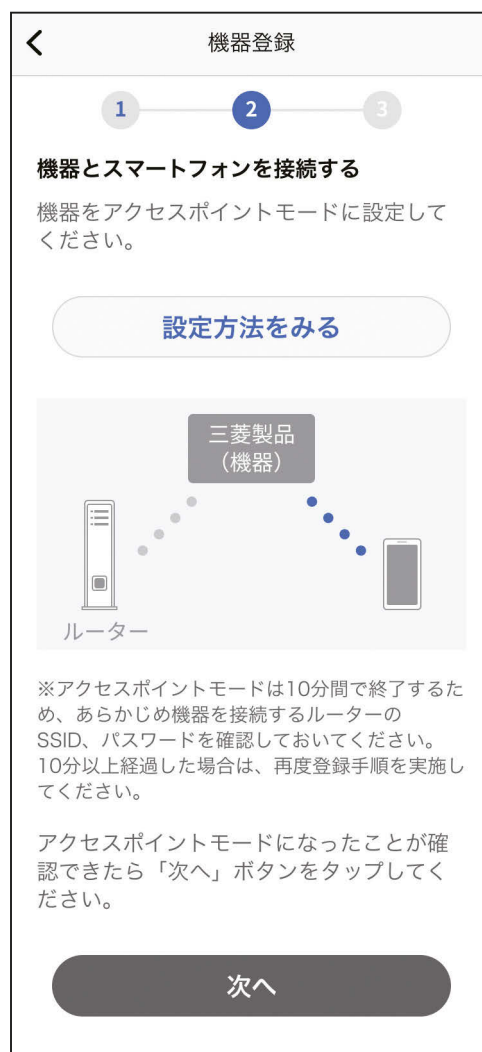 機器登録
1 2 3
機器とスマートフォンを接続する
機器をアクセスポイントモードに設定して
ください。
設定方法をみる
三菱製品
（機器）
ルーター
※アクセスポイントモードは10分間で終了するた
め、あらかじめ機器を接続するルーターの
SSID、パスワードを確認しておいてください。
10分以上経過した場合は、再度登録手順を実施し
てください。
アクセスポイントモードになったことが確
認できたら「次へ」ボタンをタップしてく
ださい。
次へ